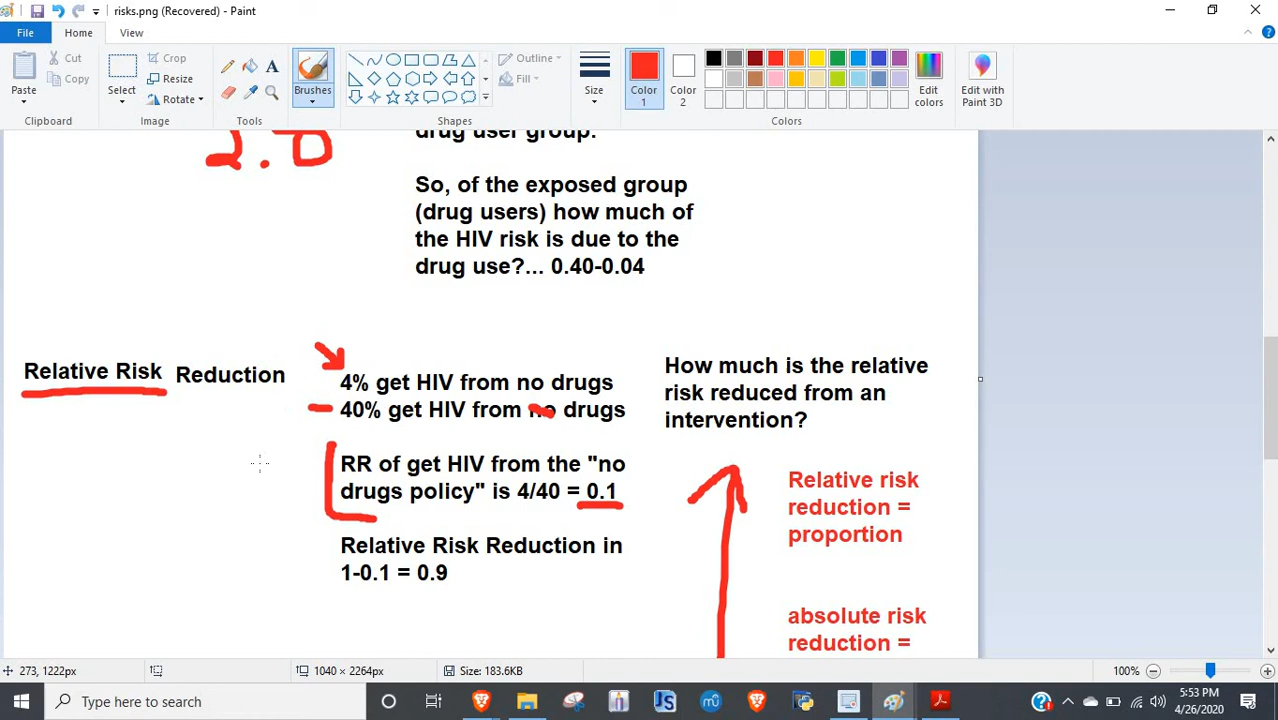 risks.png (Recovered) - Paint
File Home View
Paste
Cut
Copy
Clipboard
Select
Crop
Resize
Rotate
Image
A
Tools
Brushes
Outline
Fill
Shapes
Size
Color
1
Color
2
Edit
colors
Colors
Edit with
Paint 3D
2.8
drug user group.
So, of the exposed group
(drug users) how much of
the HIV risk is due to the
drug use?... 0.40-0.04
Relative Risk Reduction
4% get HIV from no drugs
40% get HIV from no drugs
RR of get HIV from the "no
drugs policy" is 4/40 = 0.1
Relative Risk Reduction in
1-0.1 = 0.9
How much is the relative
risk reduced from an
intervention?
Relative risk
reduction =
proportion
absolute risk
reduction =
273, 1222px
1040 × 2264px
Size: 183.6KB
100%
Type here to search
JS
5:53 PM
4/26/2020